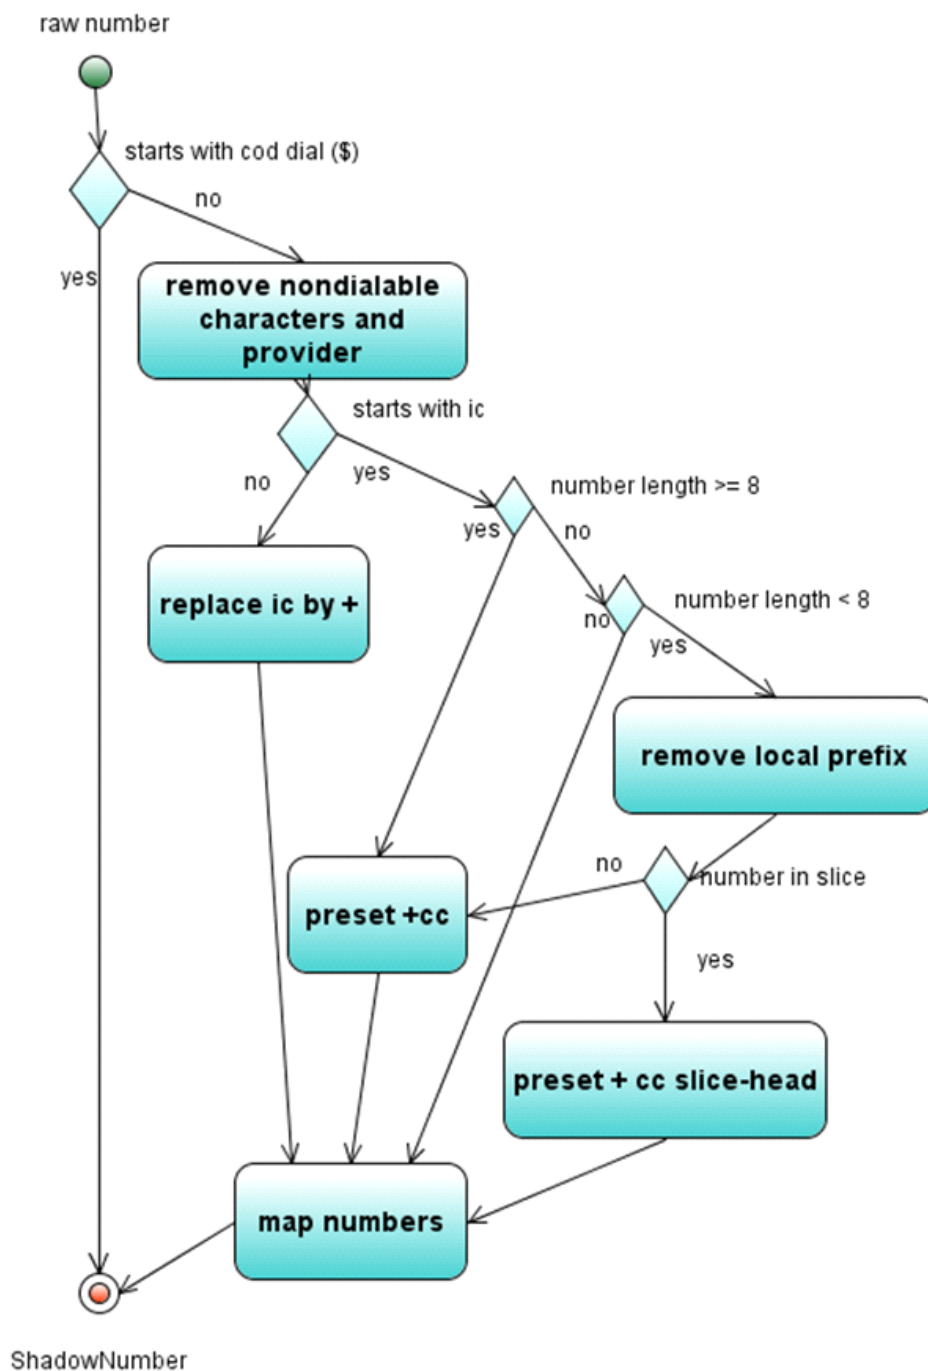 raw number
starts with cod dial ($)
no
yes
remove nondialable
characters and
provider
starts with ic
no
yes
number length >= 8
yes
no
replace ic by +
number length < 8
no
yes
remove local prefix
no
number in slice
preset +cc
yes
preset + cc slice-head
map numbers
ShadowNumber